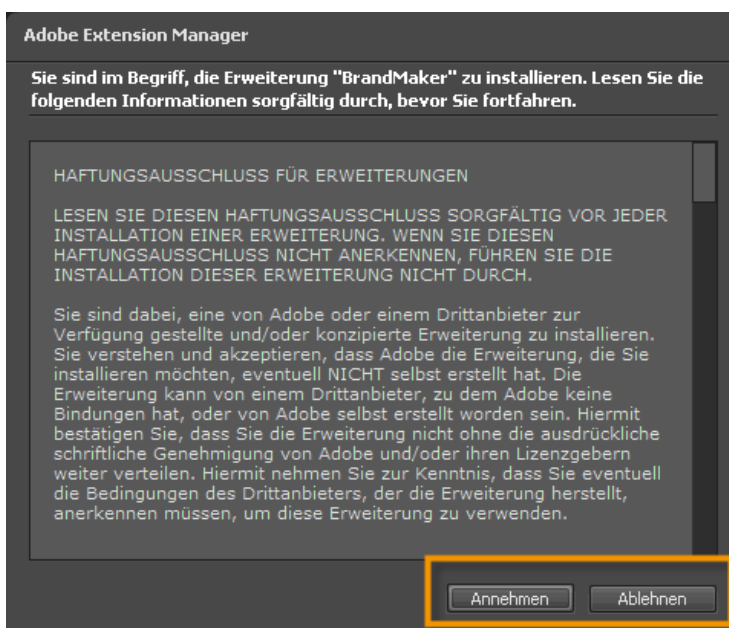 Adobe Extension Manager
Sie sind im Begriff, die Erweiterung "BrandMaker" zu installieren. Lesen Sie die
folgenden Informationen sorgfältig durch, bevor Sie fortfahren.
HAFTUNGSAUSSCHLUSS FÜR ERWEITERUNGEN
LESEN SIE DIESEN HAFTUNGSAUSSCHLUSS SORGFÄLTIG VOR JEDER
INSTALLATION EINER ERWEITERUNG. WENN SIE DIESEN
HAFTUNGSAUSSCHLUSS NICHT ANERKENNEN, FÜHREN SIE DIE
INSTALLATION DIESER ERWEITERUNG NICHT DURCH.
Sie sind dabei, eine von Adobe oder einem Drittanbieter zur
Verfügung gestellte und/oder konzipierte Erweiterung zu installieren.
Sie verstehen und akzeptieren, dass Adobe die Erweiterung, die Sie
installieren möchten, eventuell NICHT selbst erstellt hat. Die
Erweiterung kann von einem Drittanbieter, zu dem Adobe keine
Bindungen hat, oder von Adobe selbst erstellt worden sein. Hiermit
bestätigen Sie, dass Sie die Erweiterung nicht ohne die ausdrückliche
schriftliche Genehmigung von Adobe und/oder ihren Lizenzgebern
weiter verteilen. Hiermit nehmen Sie zur Kenntnis, dass Sie eventuell
die Bedingungen des Drittanbieters, der die Erweiterung herstellt,
anerkennen müssen, um diese Erweiterung zu verwenden.
Annehmen Ablehnen